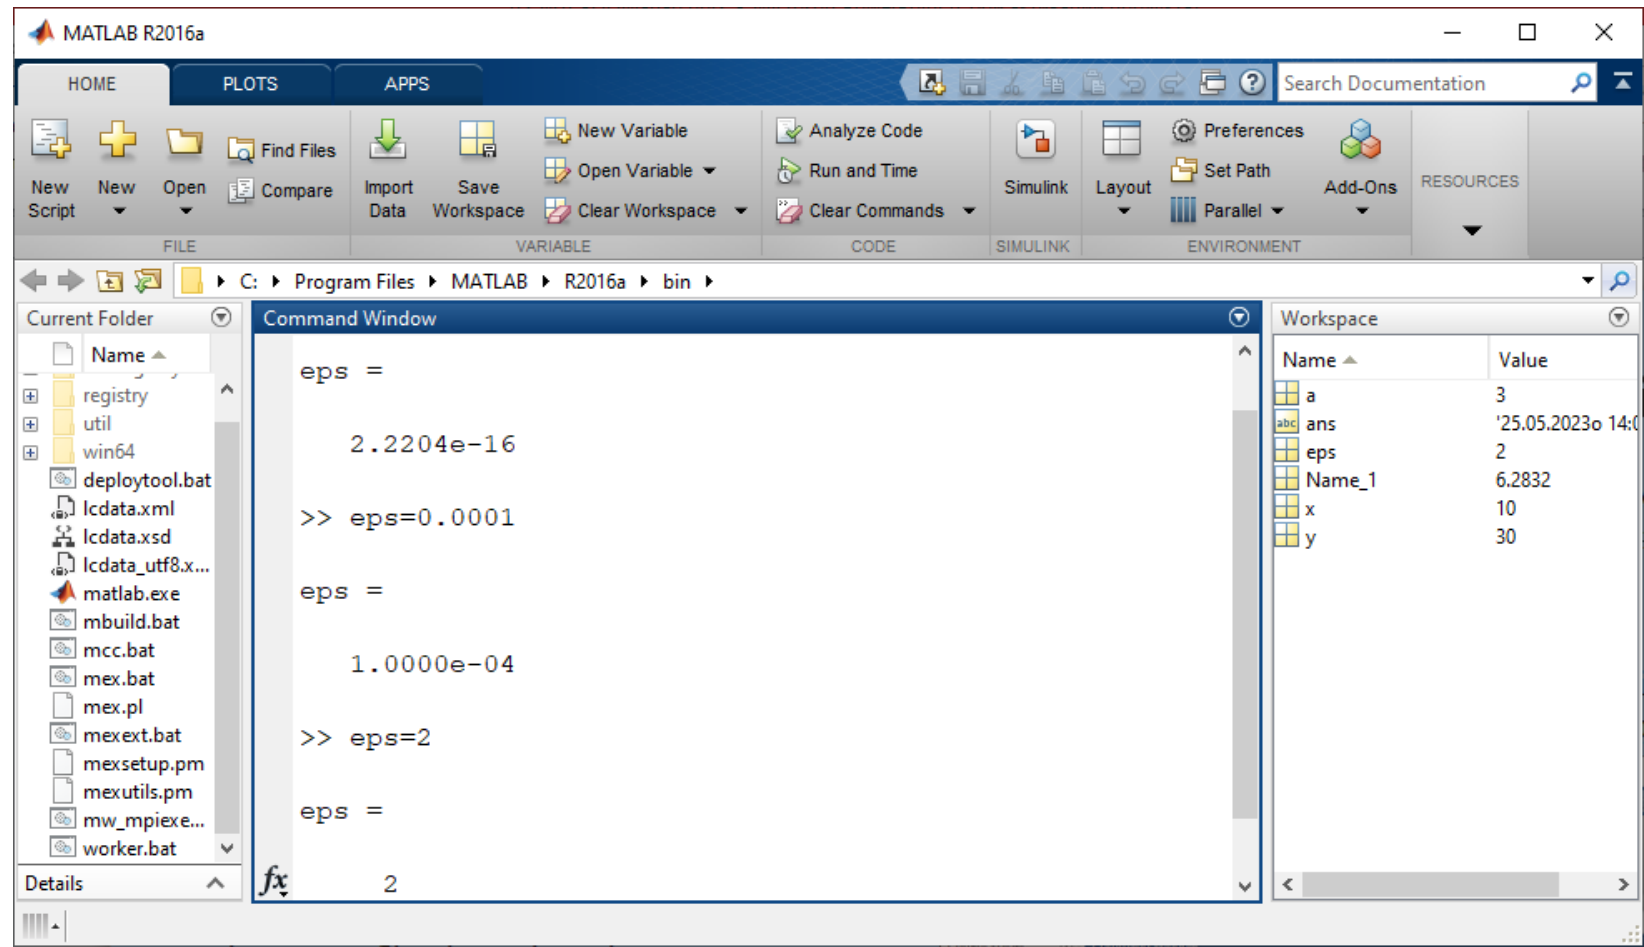 MATLAB R2016a
HOME PLOTS APPS Search Documentation
New Script
New
Open
Find Files
Compare
Import Data
Save Workspace
New Variable
Open Variable
Clear Workspace
Analyze Code
Run and Time
Clear Commands
Simulink
Layout
Preferences
Set Path
Parallel
Add-Ons
RESOURCES
FILE VARIABLE CODE SIMULINK ENVIRONMENT
C: Program Files MATLAB R2016a bin
Current Folder
Name
registry
util
win64
deploytool.bat
lcdata.xml
lcdata.xsd
lcdata_utf8.x...
matlab.exe
mbuild.bat
mcc.bat
mex.bat
mex.pl
mexext.bat
mexsetup.pm
mexutils.pm
mw_mpiexe...
worker.bat
Details
Command Window
eps =
2.2204e-16
>> eps=0.0001
eps =
1.0000e-04
>> eps=2
eps =
fx 2
Workspace
Name Value
a 3
abc ans '25.05.2023o 14:0
eps 2
Name_1 6.2832
x 10
y 30